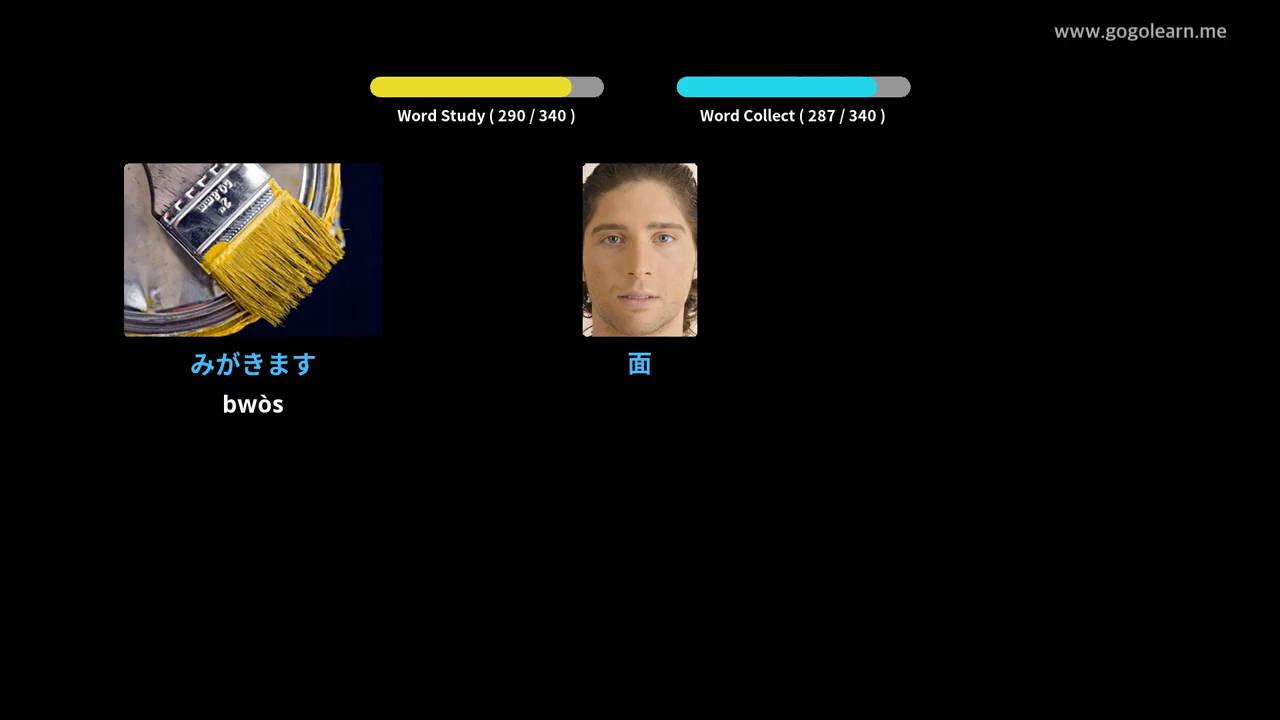 www.gogolearn.me
Word Study ( 290 / 340 )
Word Collect ( 287 / 340 )
みがきます
面
bwòs